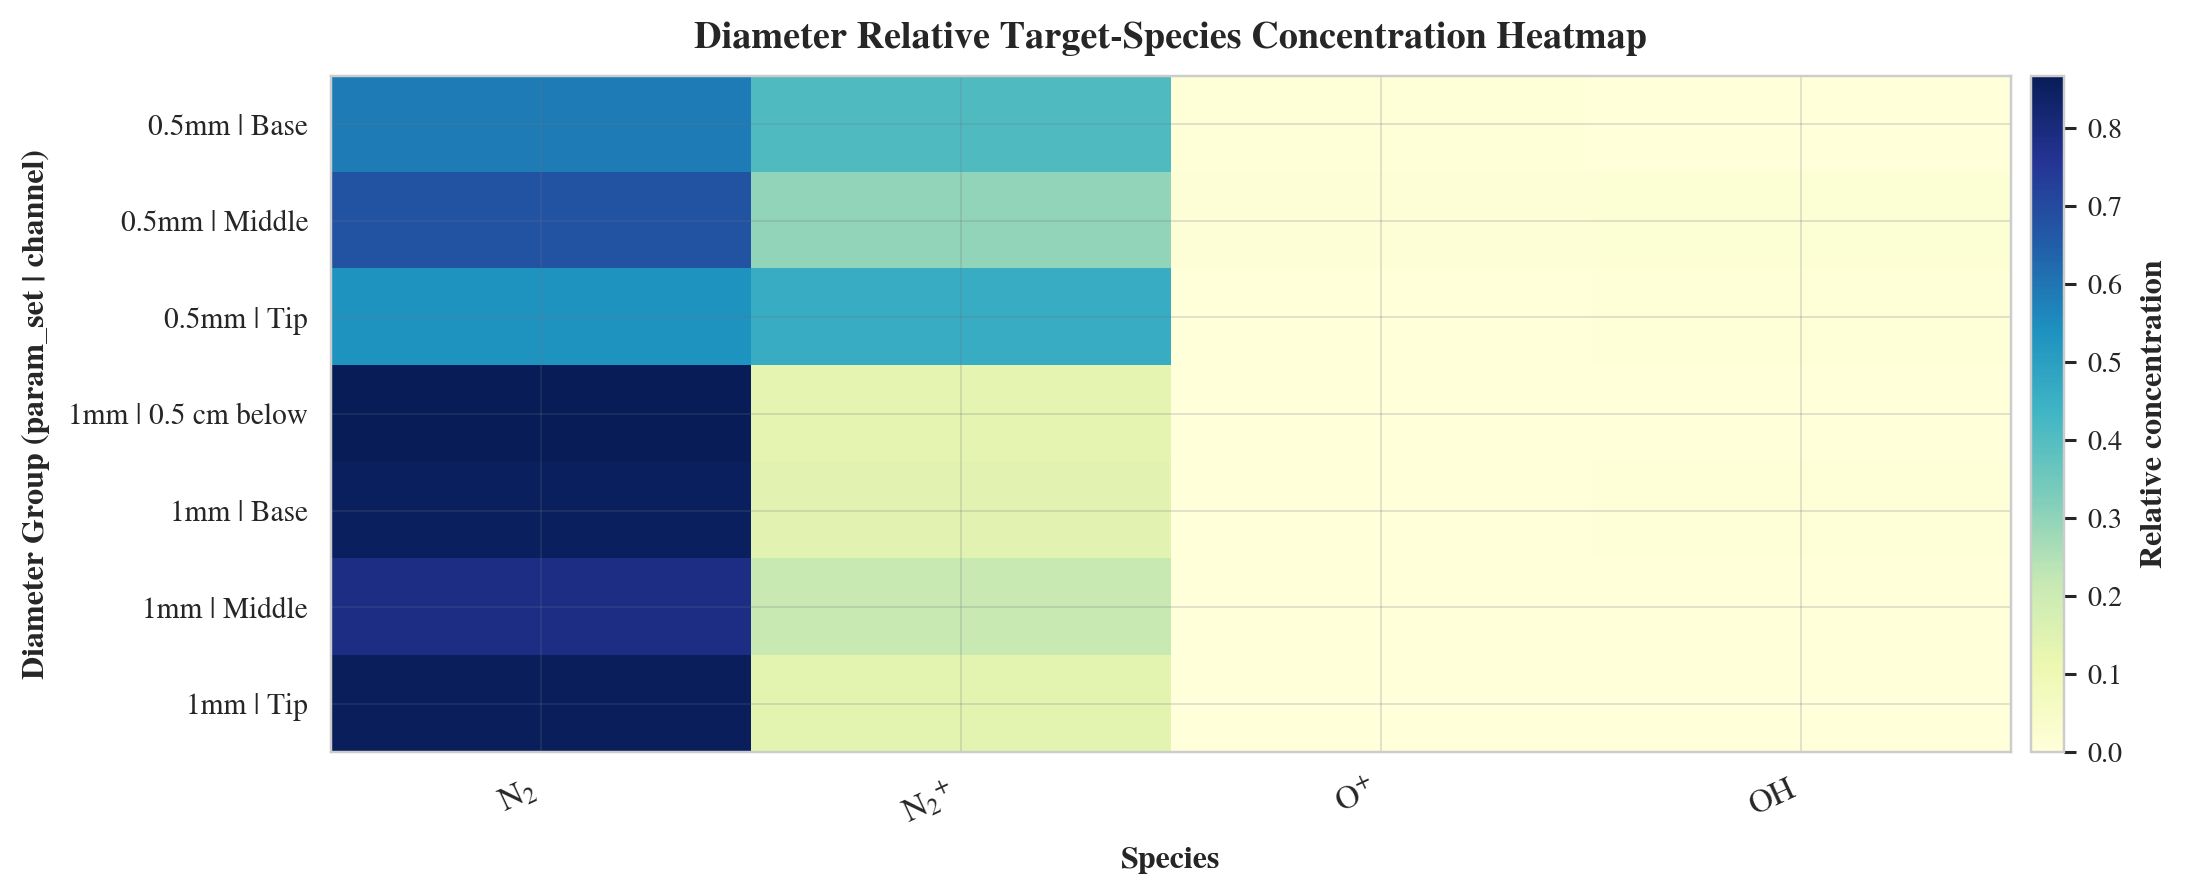 Diameter Relative Target-Species Concentration Heatmap
Diameter Group (param_set | channel)
0.5mm | Base
0.5mm | Middle
0.5mm | Tip
1mm | 0.5 cm below
1mm | Base
1mm | Middle
1mm | Tip
N₂
N₂⁺
O⁺
OH
Species
0.8
0.7
0.6
0.5
0.4
0.3
0.2
0.1
0.0
Relative concentration